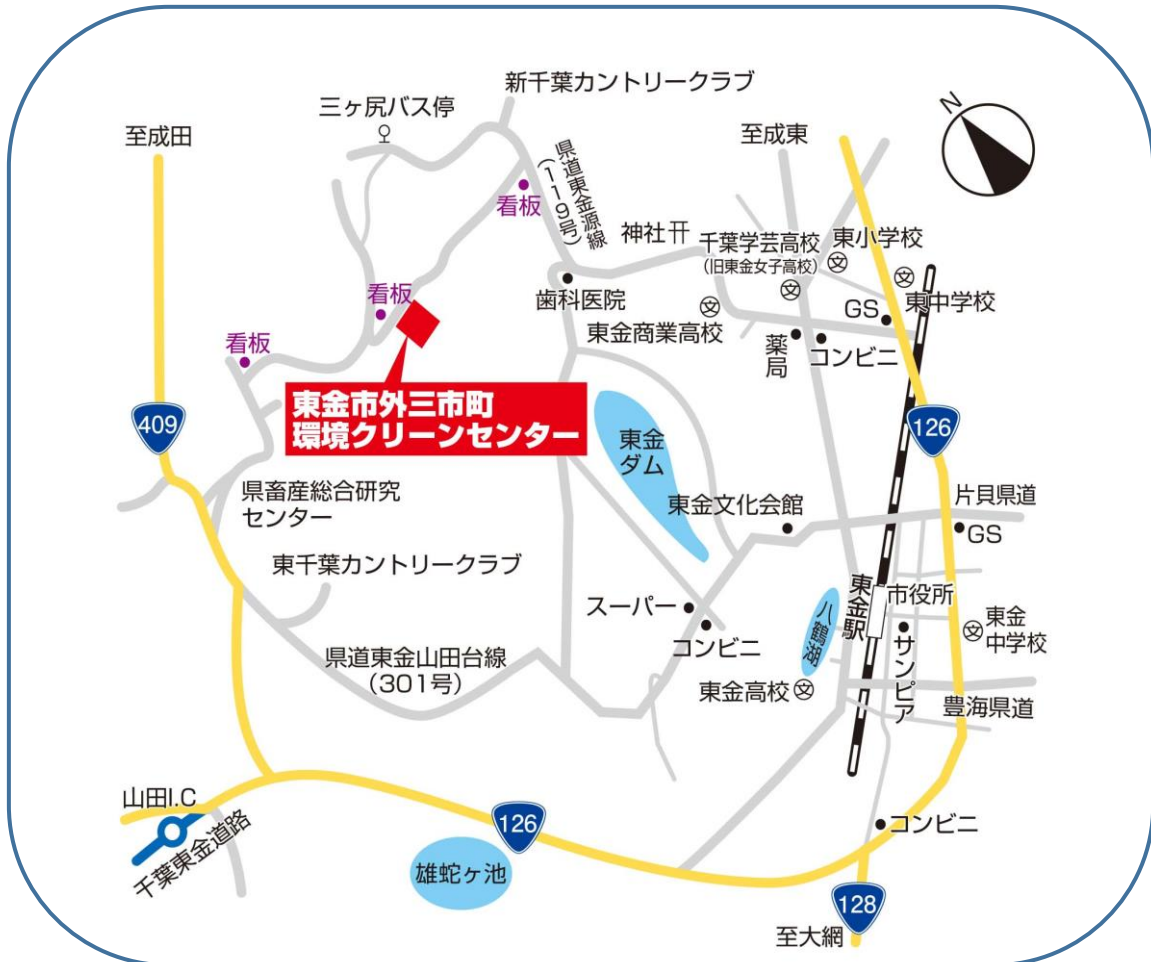 新千葉カントリークラブ
三ヶ尻バス停
至成田
至成東
N
県道東金源線
(119号)
看板
神社
千葉学芸高校
(旧東金女子高校)
東小学校
文
文
東中学校
文
文
歯科医院
東金商業高校
GS
薬局
コンビニ
看板
看板
東金市外三市町
環境クリーンセンター
409
126
東金
ダム
県畜産総合研究
センター
東金文化会館
片貝県道
GS
東千葉カントリークラブ
スーパー
コンビニ
八鶴湖
東金駅
市役所
サンピア
文
東金
中学校
県道東金山田台線
(301号)
東金高校
文
豊海県道
山田I.C
千葉東金道路
126
雄蛇ヶ池
コンビニ
128
至大網